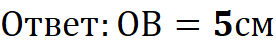 Ответ: OB = 5см